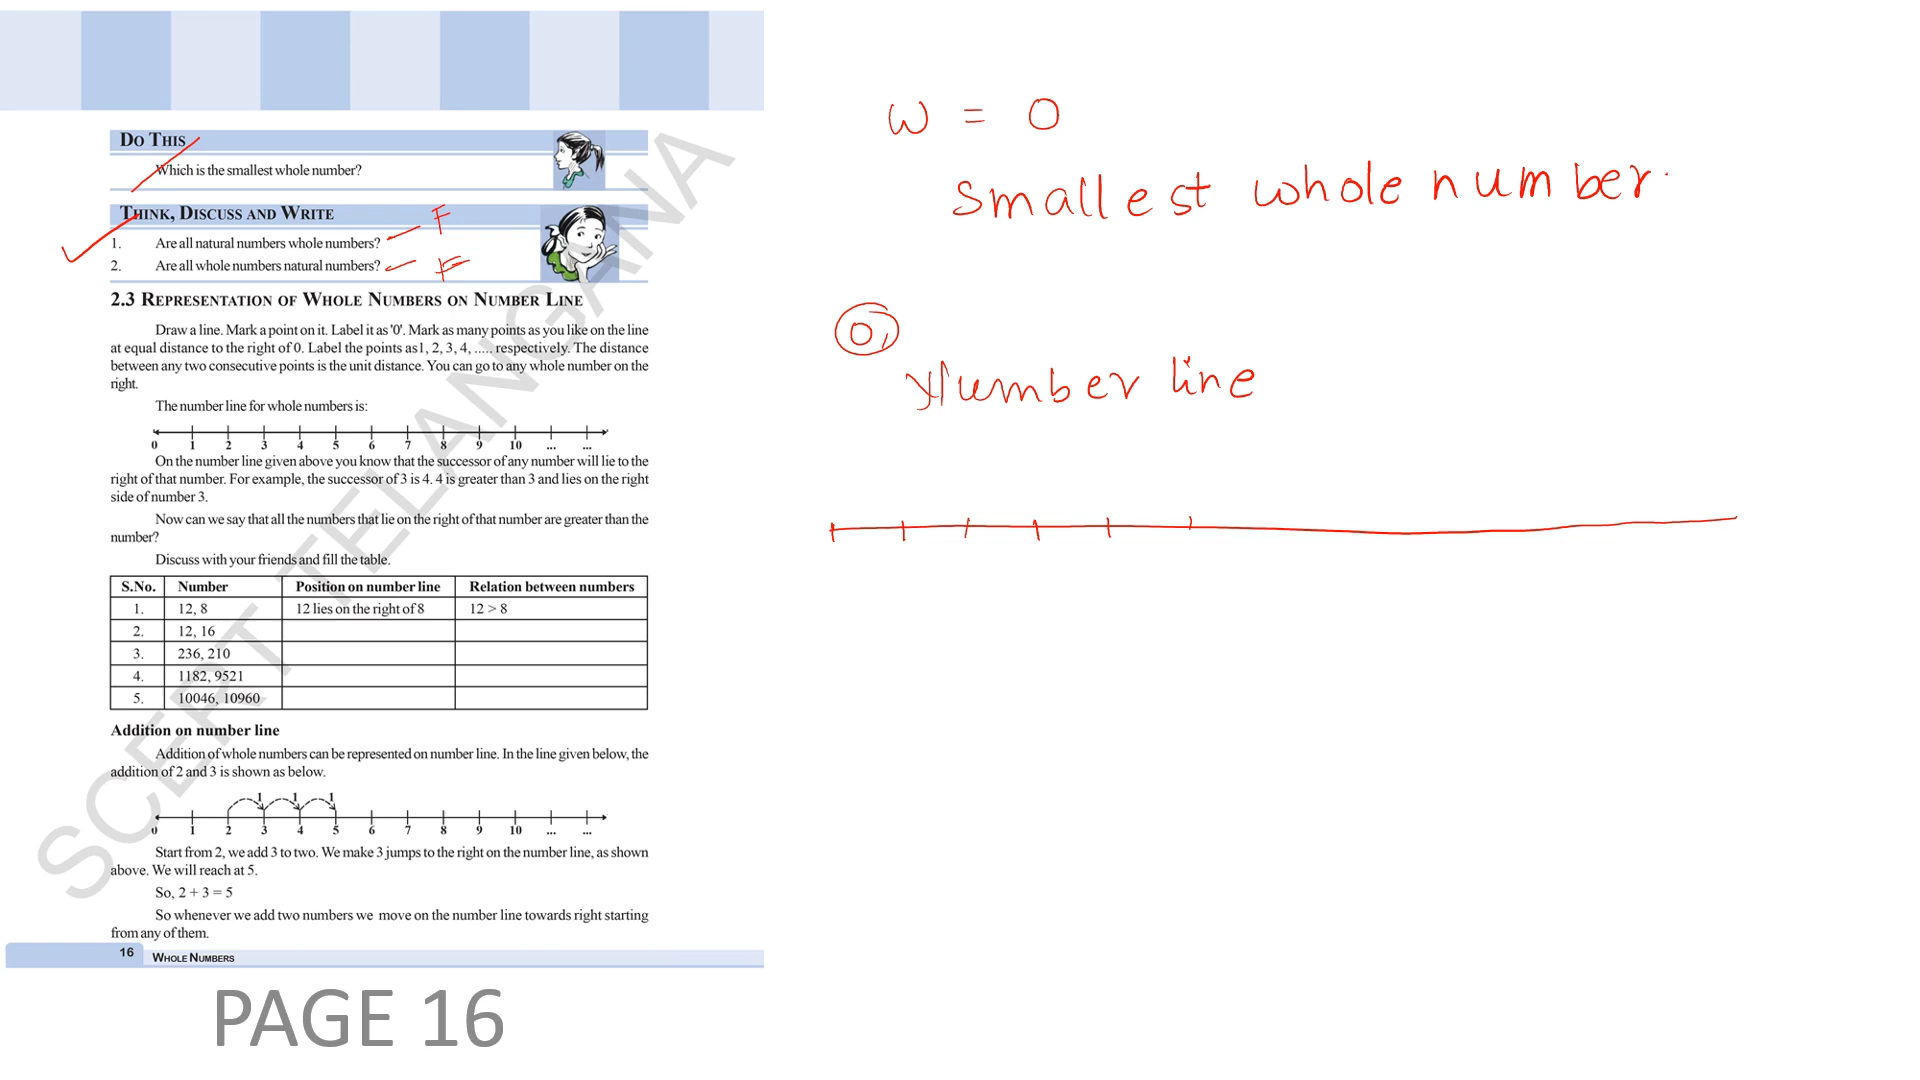 DO THIS
Which is the smallest whole number?
THINK, DISCUSS AND WRITE
1. Are all natural numbers whole numbers? F
2. Are all whole numbers natural numbers? F
2.3 REPRESENTATION OF WHOLE NUMBERS ON NUMBER LINE
Draw a line. Mark a point on it. Label it as '0'. Mark as many points as you like on the line
at equal distance to the right of 0. Label the points as1, 2, 3, 4, ..... respectively. The distance
between any two consecutive points is the unit distance. You can go to any whole number on the
right.
The number line for whole numbers is:
0 1 2 3 4 5 6 7 8 9 10 ... ...
On the number line given above you know that the successor of any number will lie to the
right of that number. For example, the successor of 3 is 4. 4 is greater than 3 and lies on the right
side of number 3.
Now can we say that all the numbers that lie on the right of that number are greater than the
number?
Discuss with your friends and fill the table.
S.No. Number Position on number line Relation between numbers
1. 12, 8 12 lies on the right of 8 12 > 8
2. 12, 16
3. 236, 210
4. 1182, 9521
5. 10046, 10960
Addition on number line
Addition of whole numbers can be represented on number line. In the line given below, the
addition of 2 and 3 is shown as below.
1 1 1
0 1 2 3 4 5 6 7 8 9 10 ... ...
Start from 2, we add 3 to two. We make 3 jumps to the right on the number line, as shown
above. We will reach at 5.
So, 2 + 3 = 5
So whenever we add two numbers we move on the number line towards right starting
from any of them.
16 WHOLE NUMBERS
SCERT TELANGANA
PAGE 16
W = 0
Smallest whole number.
0,
Number line